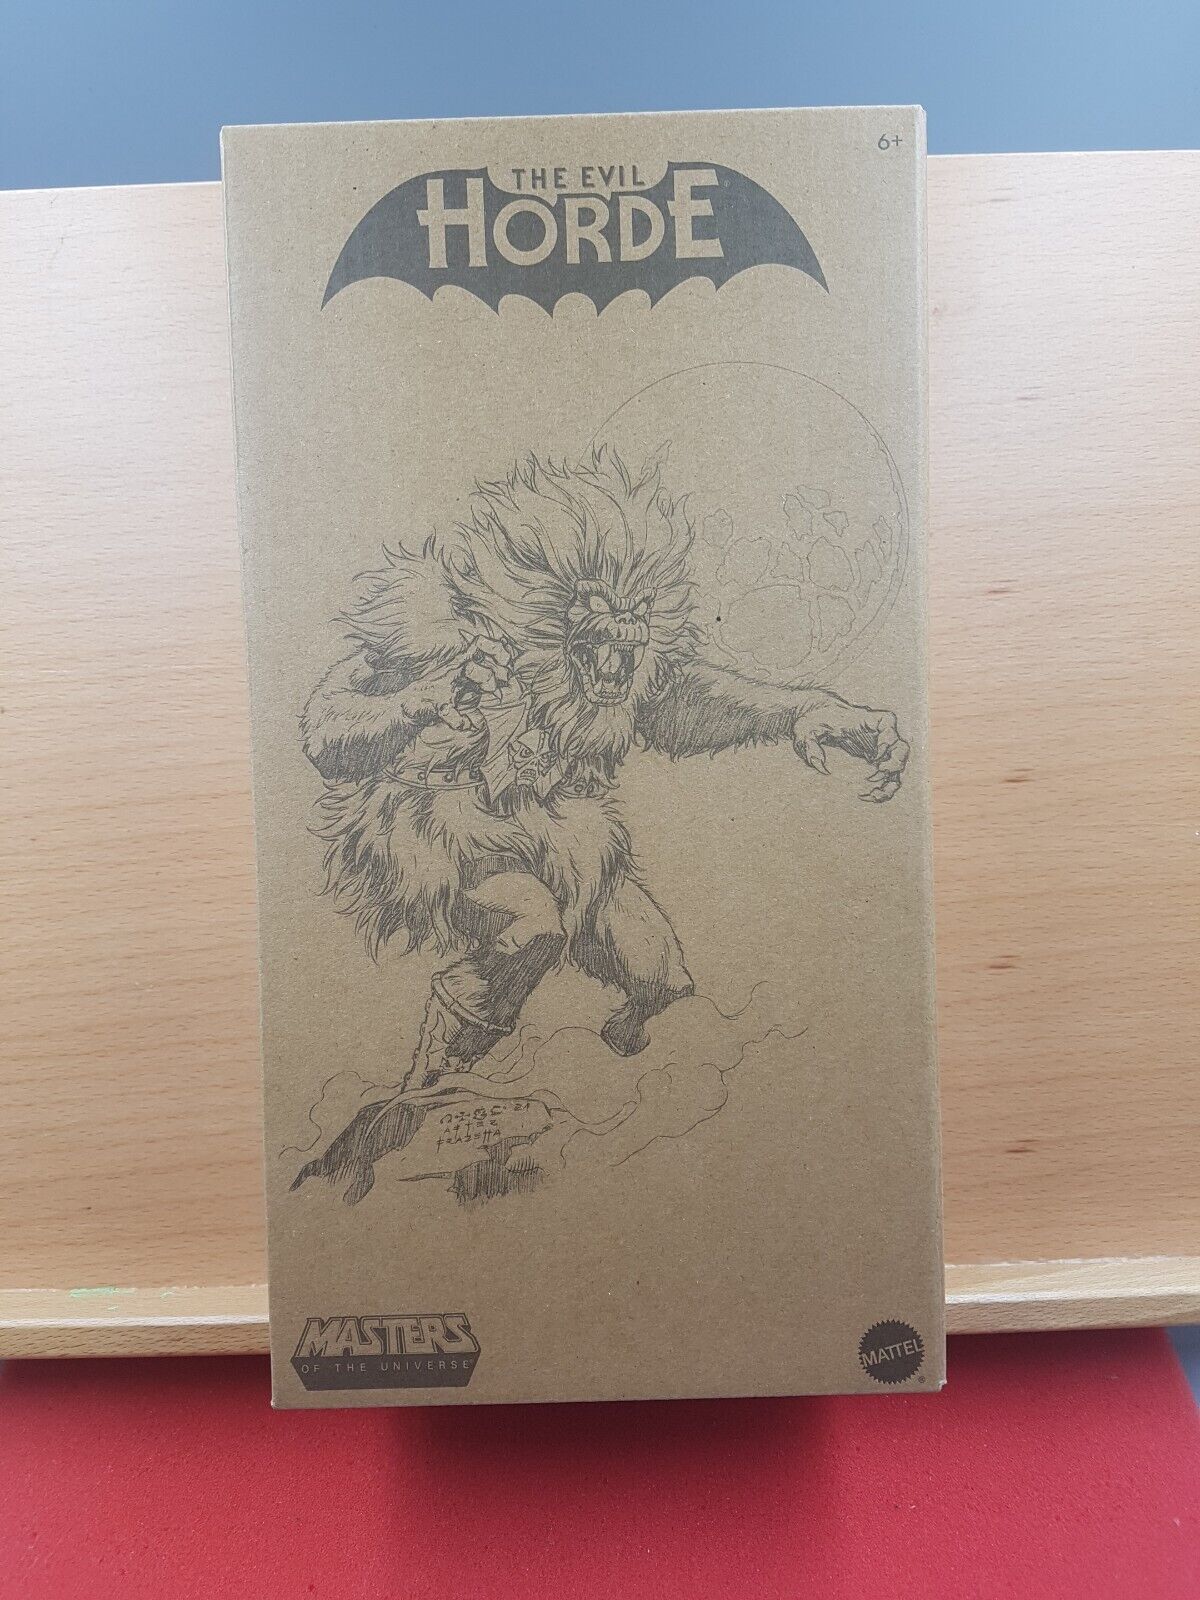 6+
THE EVIL
HORDE
MASTERS
OF THE UNIVERSE
MATTEL